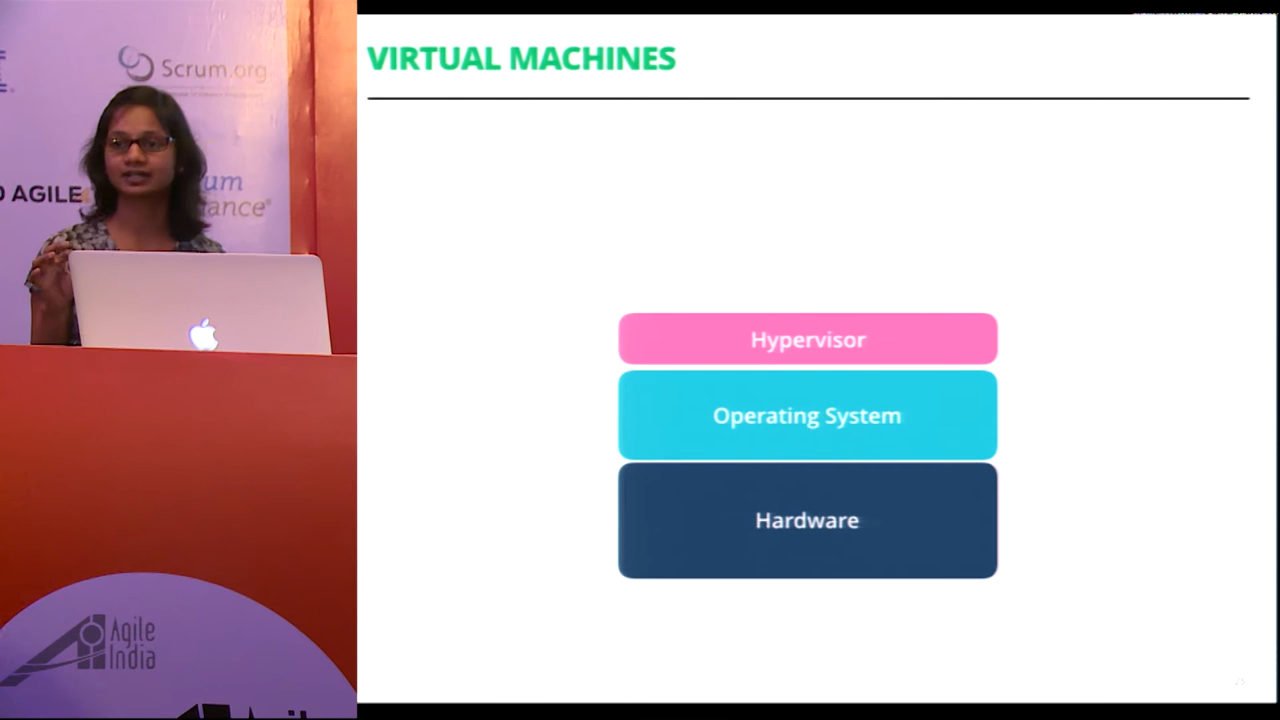 Scrum.org
AGILE
um
ance®
Agile
India
VIRTUAL MACHINES
Hypervisor
Operating System
Hardware